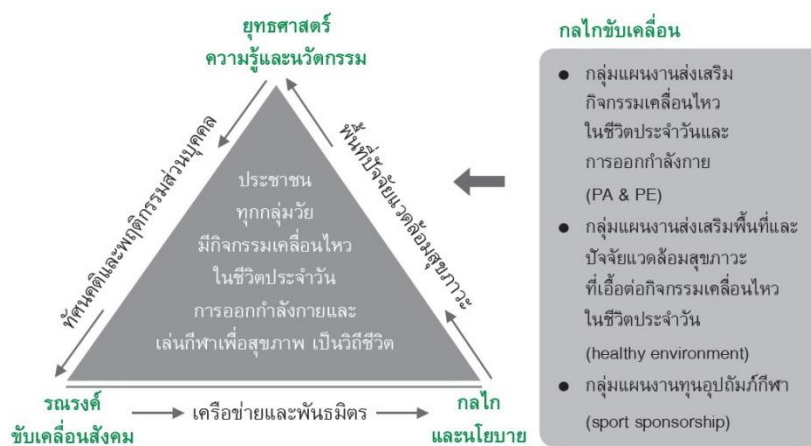 ยุทธศาสตร์
ความรู้และนวัตกรรม
ทัศนคติและพฤติกรรมส่วนบุคคล
พื้นที่ปัจจัยแวดล้อมสุขภาวะ
ประชาชน
ทุกกลุ่มวัย
มีกิจกรรมเคลื่อนไหว
ในชีวิตประจำวัน
การออกกำลังกายและ
เล่นกีฬาเพื่อสุขภาพ เป็นวิถีชีวิต
รณรงค์
ขับเคลื่อนสังคม
เครือข่ายและพันธมิตร
กลไก
และนโยบาย
กลไกขับเคลื่อน
● กลุ่มแผนงานส่งเสริม
กิจกรรมเคลื่อนไหว
ในชีวิตประจำวันและ
การออกกำลังกาย
(PA & PE)
● กลุ่มแผนงานส่งเสริมพื้นที่และ
ปัจจัยแวดล้อมสุขภาวะ
ที่เอื้อต่อกิจกรรมเคลื่อนไหว
ในชีวิตประจำวัน
(healthy environment)
● กลุ่มแผนงานทุนอุปถัมภ์กีฬา
(sport sponsorship)